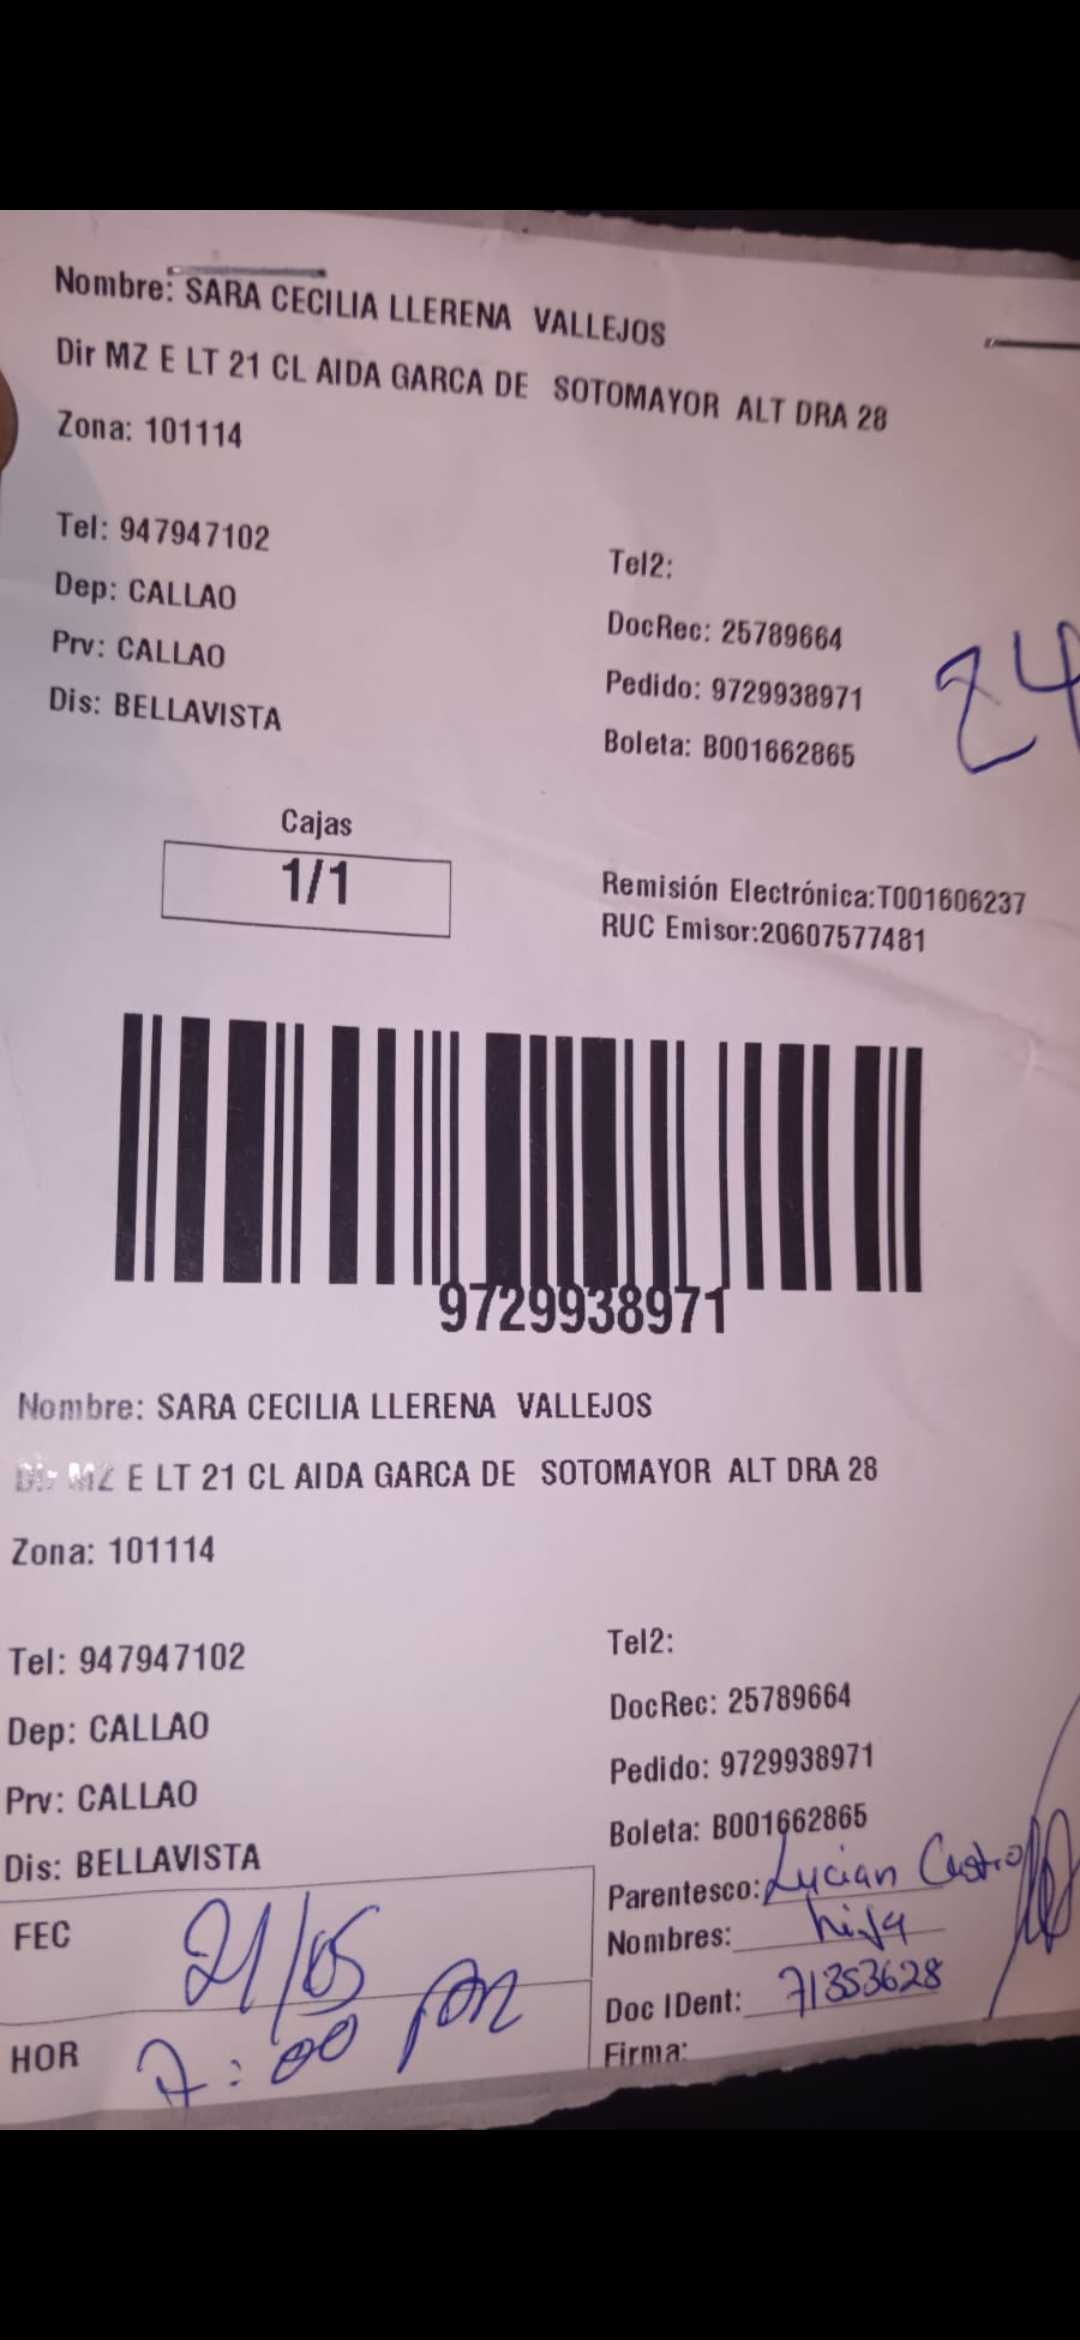 Nombre: SARA CECILIA LLERENA VALLEJOS
Dir MZ E LT 21 CL AIDA GARCA DE SOTOMAYOR ALT DRA 28
Zona: 101114
Tel: 947947102
Tel2:
Dep: CALLAO
DocRec: 25789664
Prv: CALLAO
Pedido: 9729938971
24
Dis: BELLAVISTA
Boleta: B001662865
Cajas
1/1
Remisión Electrónica:T001606237
RUC Emisor:20607577481
9729938971
Nombre: SARA CECILIA LLERENA VALLEJOS
Dir MZ E LT 21 CL AIDA GARCA DE SOTOMAYOR ALT DRA 28
Zona: 101114
Tel: 947947102
Tel2:
Dep: CALLAO
DocRec: 25789664
Prv: CALLAO
Pedido: 9729938971
Dis: BELLAVISTA
Boleta: B001662865
Parentesco: Lucian Castro
Nombres: hija
Doc IDent: 71353628
Firma:
FEC 21/05
HOR 7:00 pm